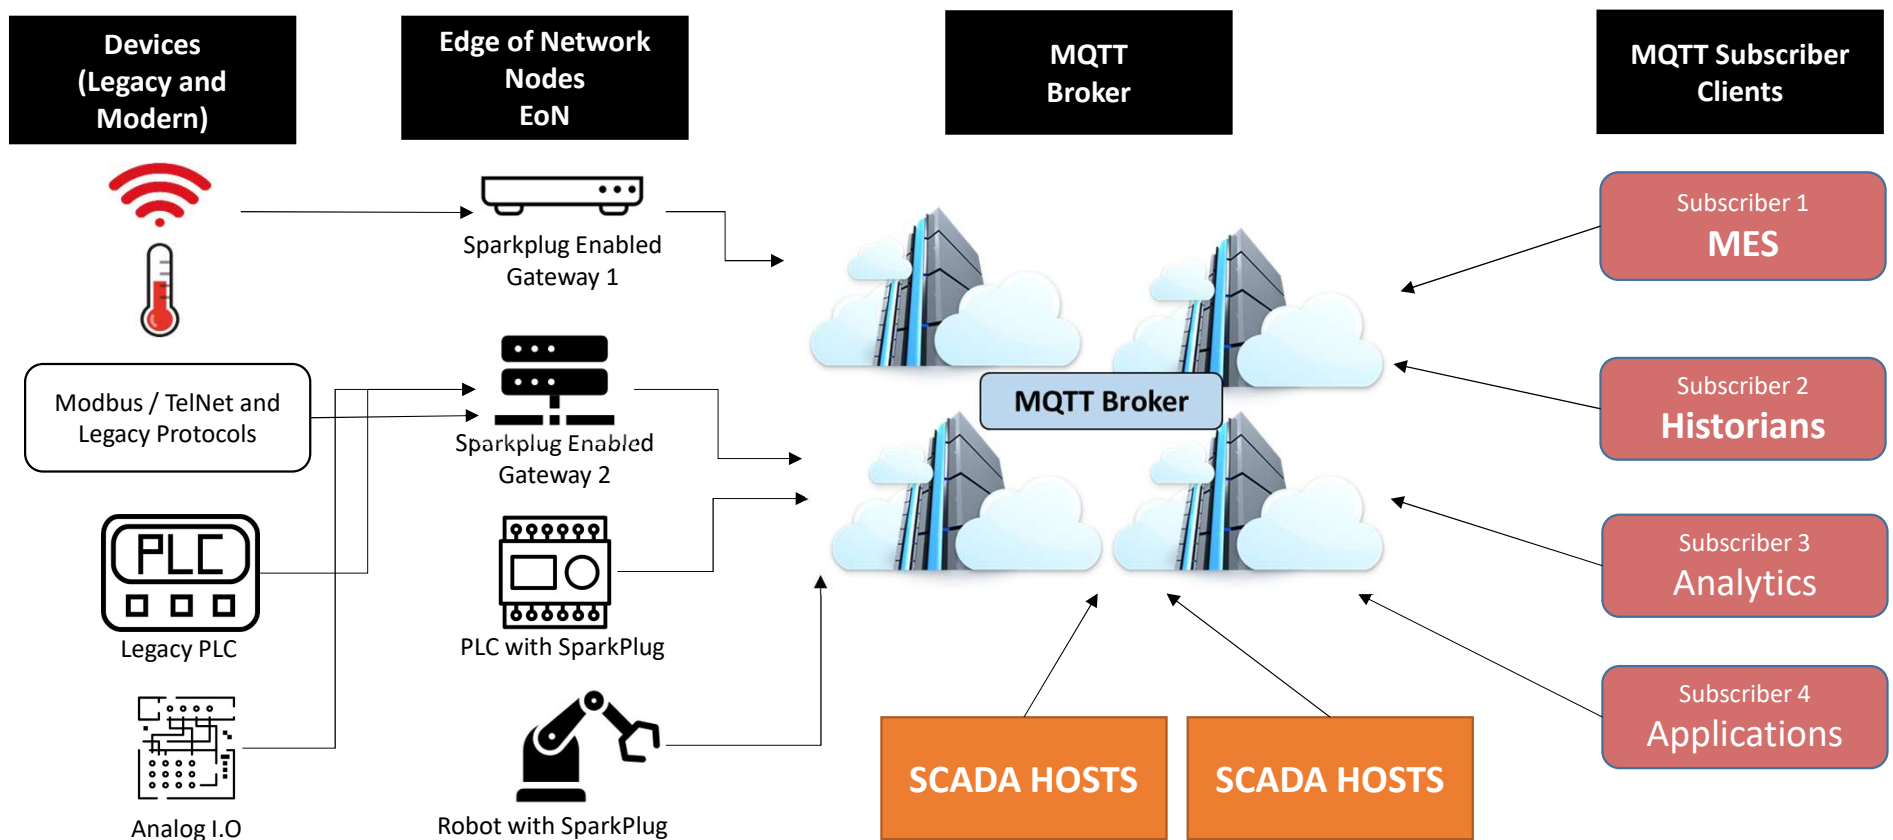 Devices
(Legacy and
Modern)
Edge of Network
Nodes
EoN
MQTT
Broker
MQTT Subscriber
Clients
Sparkplug Enabled
Gateway 1
Subscriber 1
MES
Modbus / TelNet and
Legacy Protocols
Sparkplug Enabled
Gateway 2
MQTT Broker
Subscriber 2
Historians
PLC
Legacy PLC
PLC with SparkPlug
Subscriber 3
Analytics
Analog I.O
Robot with SparkPlug
SCADA HOSTS
SCADA HOSTS
Subscriber 4
Applications